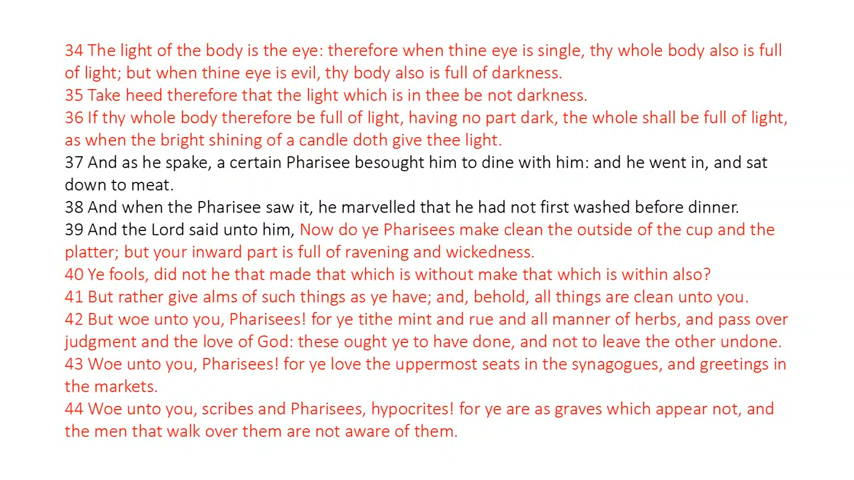 34 The light of the body is the eye: therefore when thine eye is single, thy whole body also is full
of light; but when thine eye is evil, thy body also is full of darkness.
35 Take heed therefore that the light which is in thee be not darkness.
36 If thy whole body therefore be full of light, having no part dark, the whole shall be full of light,
as when the bright shining of a candle doth give thee light.
37 And as he spake, a certain Pharisee besought him to dine with him: and he went in, and sat
down to meat.
38 And when the Pharisee saw it, he marvelled that he had not first washed before dinner.
39 And the Lord said unto him, Now do ye Pharisees make clean the outside of the cup and the
platter; but your inward part is full of ravening and wickedness.
40 Ye fools, did not he that made that which is without make that which is within also?
41 But rather give alms of such things as ye have; and, behold, all things are clean unto you.
42 But woe unto you, Pharisees! for ye tithe mint and rue and all manner of herbs, and pass over
judgment and the love of God: these ought ye to have done, and not to leave the other undone.
43 Woe unto you, Pharisees! for ye love the uppermost seats in the synagogues, and greetings in
the markets.
44 Woe unto you, scribes and Pharisees, hypocrites! for ye are as graves which appear not, and
the men that walk over them are not aware of them.